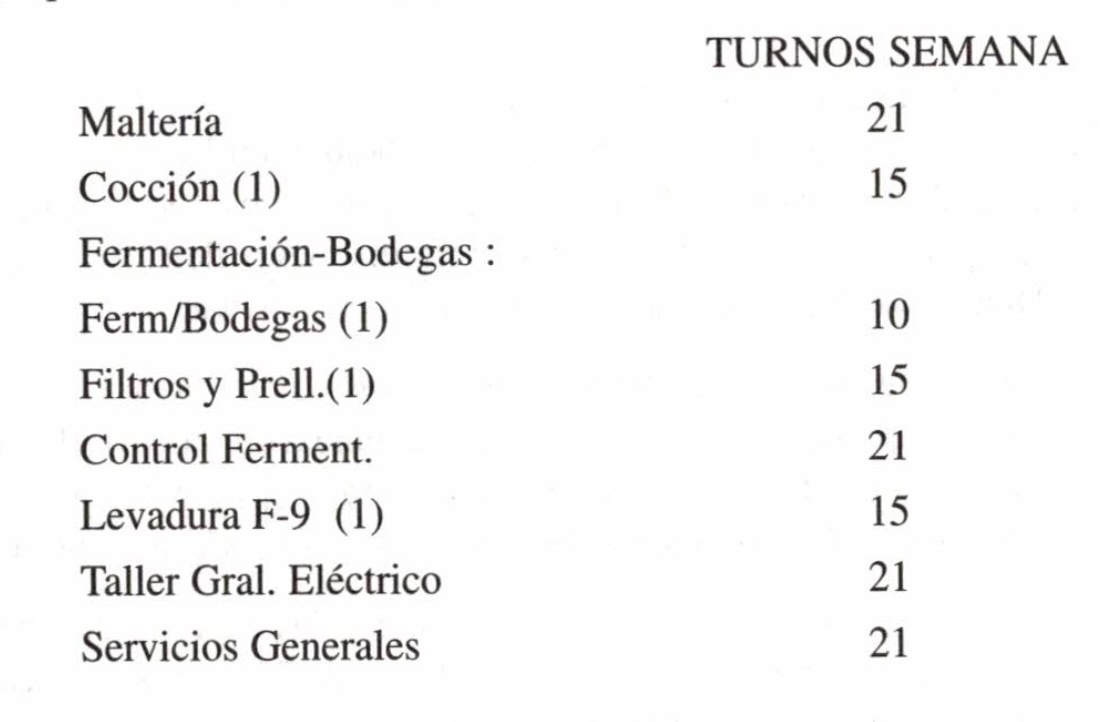 TURNOS SEMANA
Maltería 21
Cocción (1) 15
Fermentación-Bodegas :
Ferm/Bodegas (1) 10
Filtros y Prell.(1) 15
Control Ferment. 21
Levadura F-9 (1) 15
Taller Gral. Eléctrico 21
Servicios Generales 21